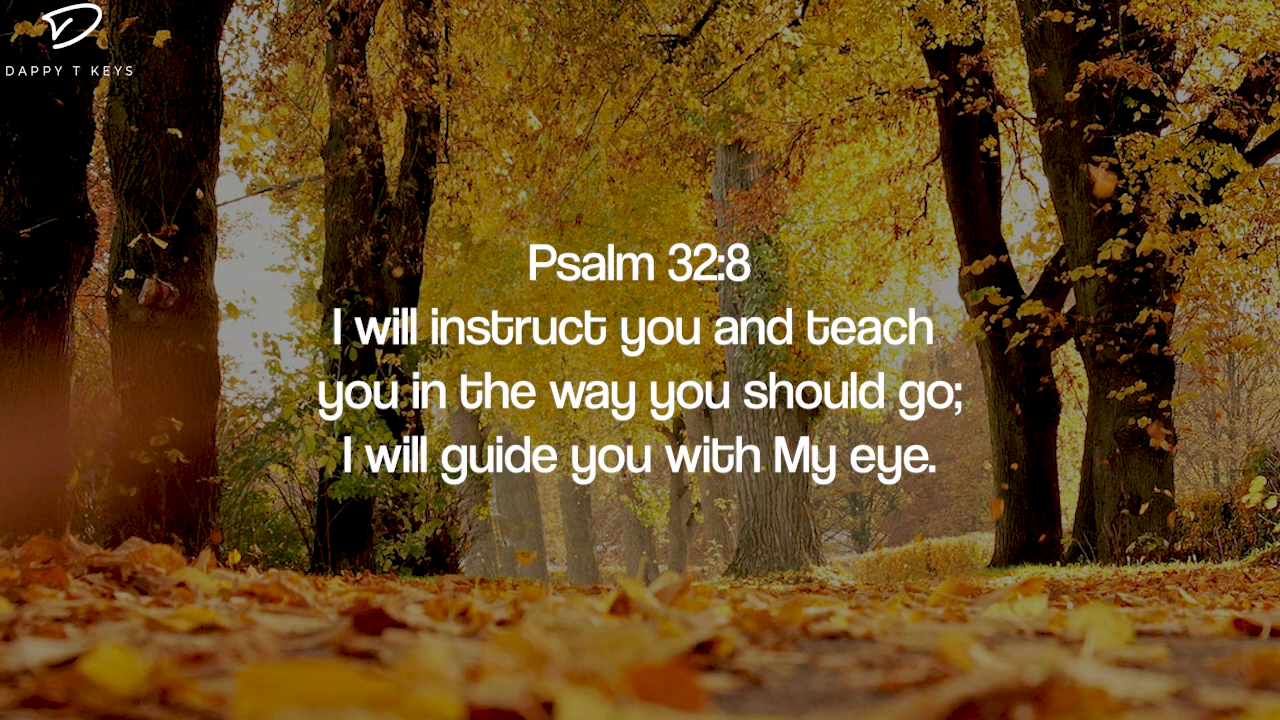 DAPPY T KEYS
Psalm 32:8
I will instruct you and teach
you in the way you should go;
I will guide you with My eye.